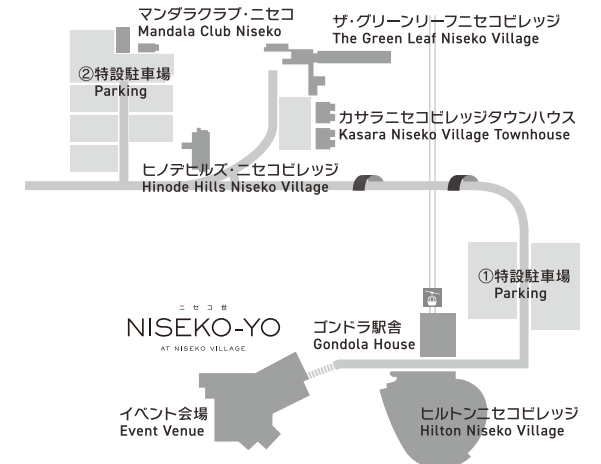 マンダラクラブ・ニセコ
Mandala Club Niseko
ザ・グリーンリーフニセコビレッジ
The Green Leaf Niseko Village
②特設駐車場
Parking
カサラニセコビレッジタウンハウス
Kasara Niseko Village Townhouse
ヒノデヒルズ・ニセコビレッジ
Hinode Hills Niseko Village
①特設駐車場
Parking
ニセコ世
NISEKO-YO
AT NISEKO VILLAGE
ゴンドラ駅舎
Gondola House
イベント会場
Event Venue
ヒルトンニセコビレッジ
Hilton Niseko Village